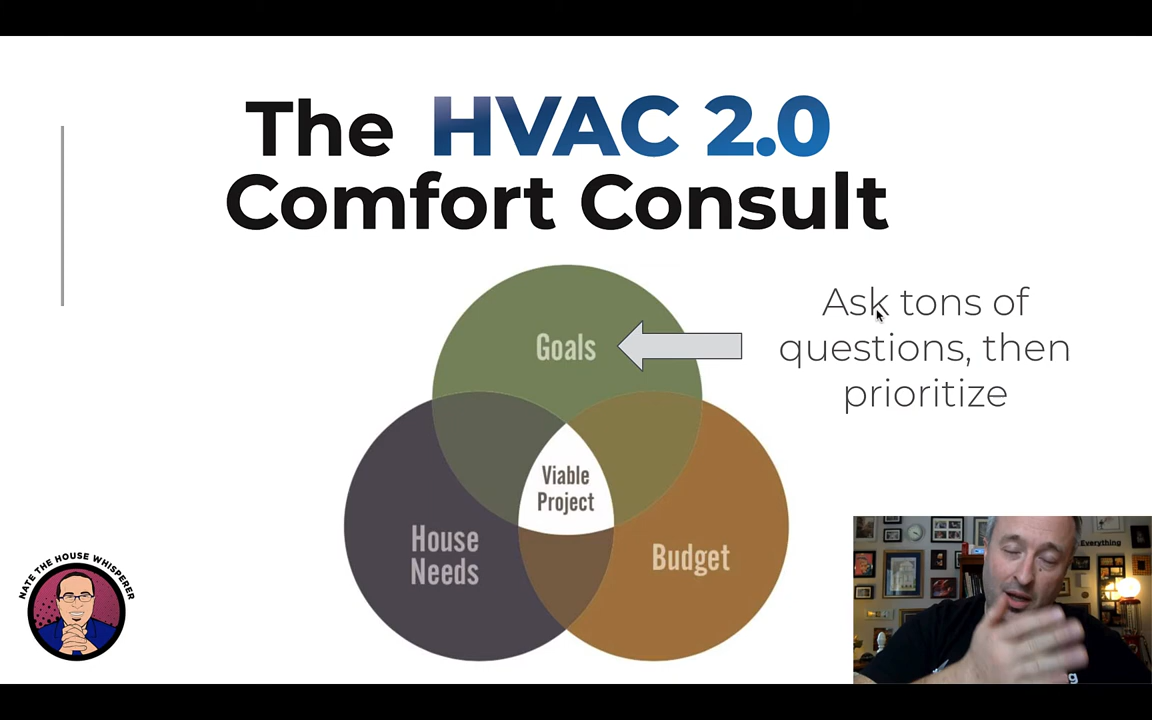 The HVAC 2.0
Comfort Consult
Goals
Ask tons of
questions, then
prioritize
Viable
Project
House
Needs
Budget
NATE THE HOUSE WHISPERER
Everything